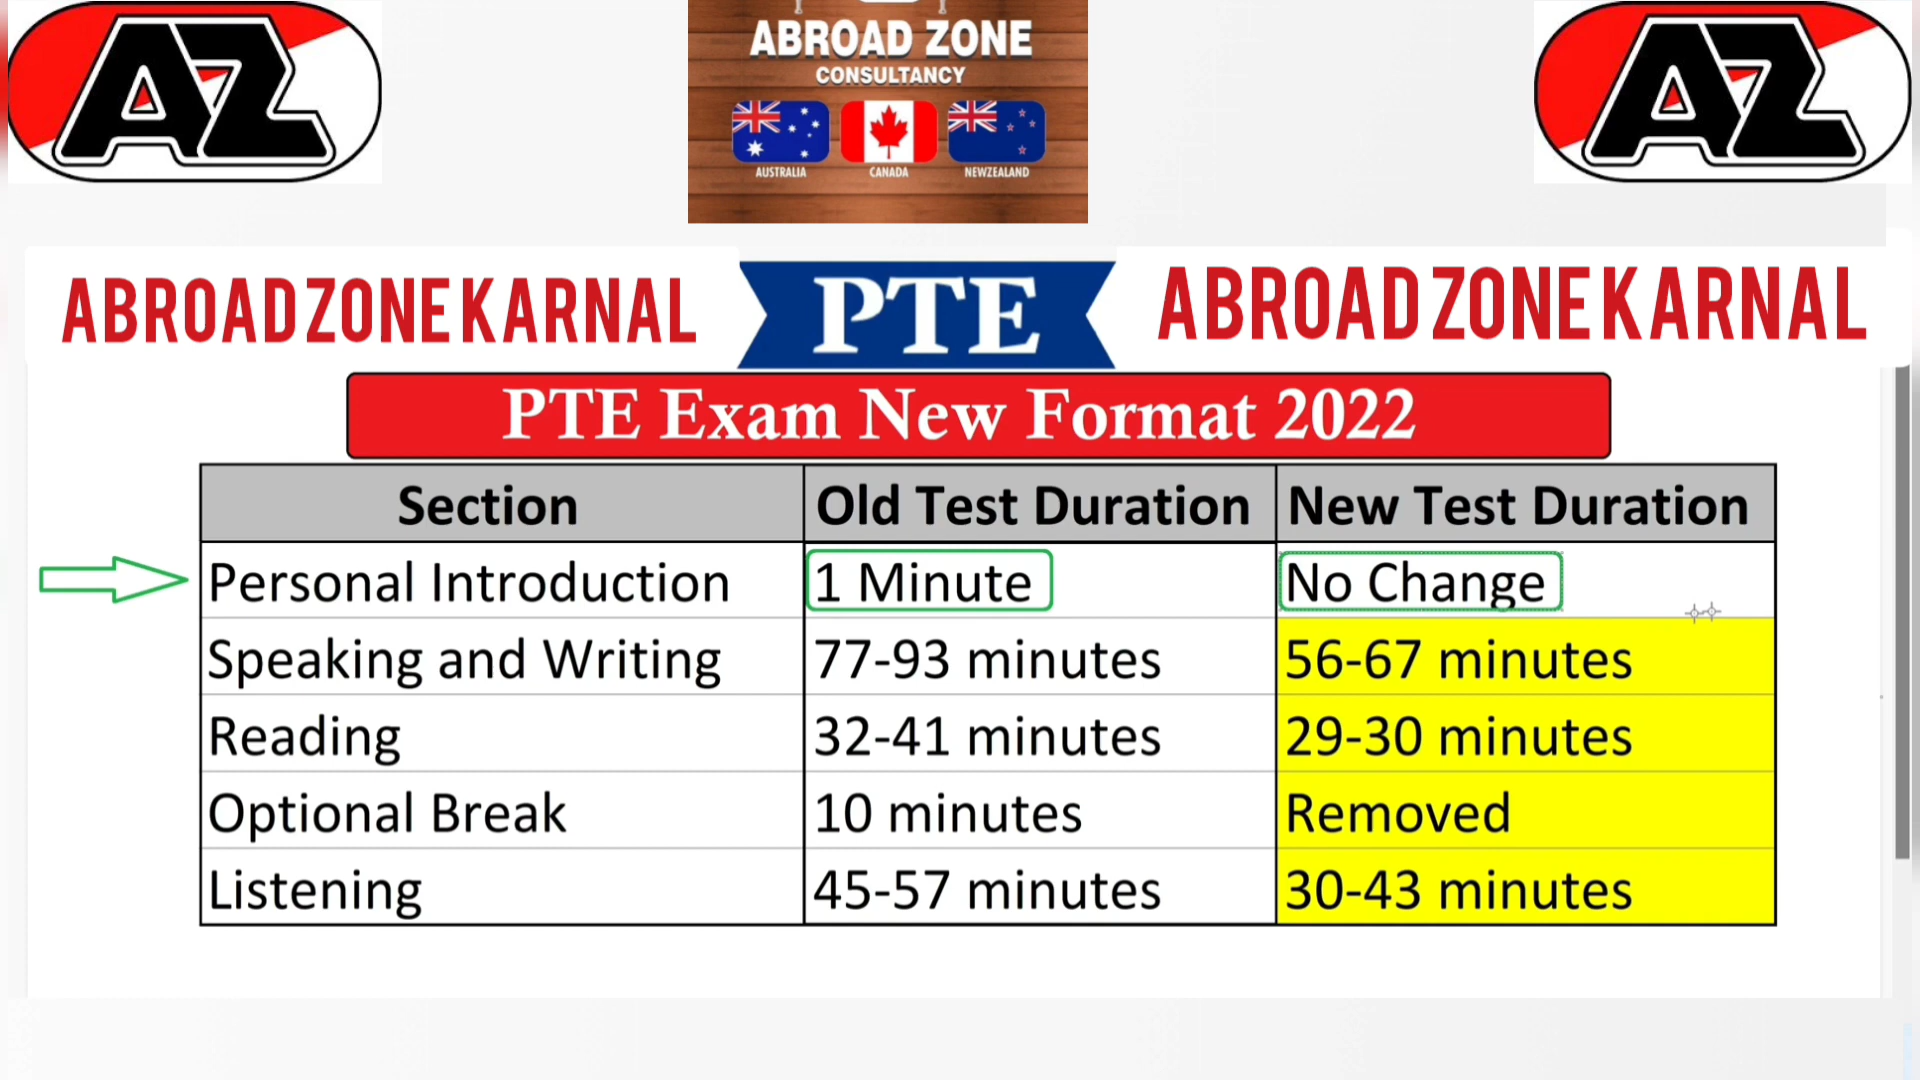 AZ
ABROAD ZONE
CONSULTANCY
AUSTRALIA CANADA NEWZEALAND
AZ
ABROAD ZONE KARNAL
PTE
ABROAD ZONE KARNAL
PTE Exam New Format 2022
Section Old Test Duration New Test Duration
Personal Introduction 1 Minute No Change
Speaking and Writing 77-93 minutes 56-67 minutes
Reading 32-41 minutes 29-30 minutes
Optional Break 10 minutes Removed
Listening 45-57 minutes 30-43 minutes